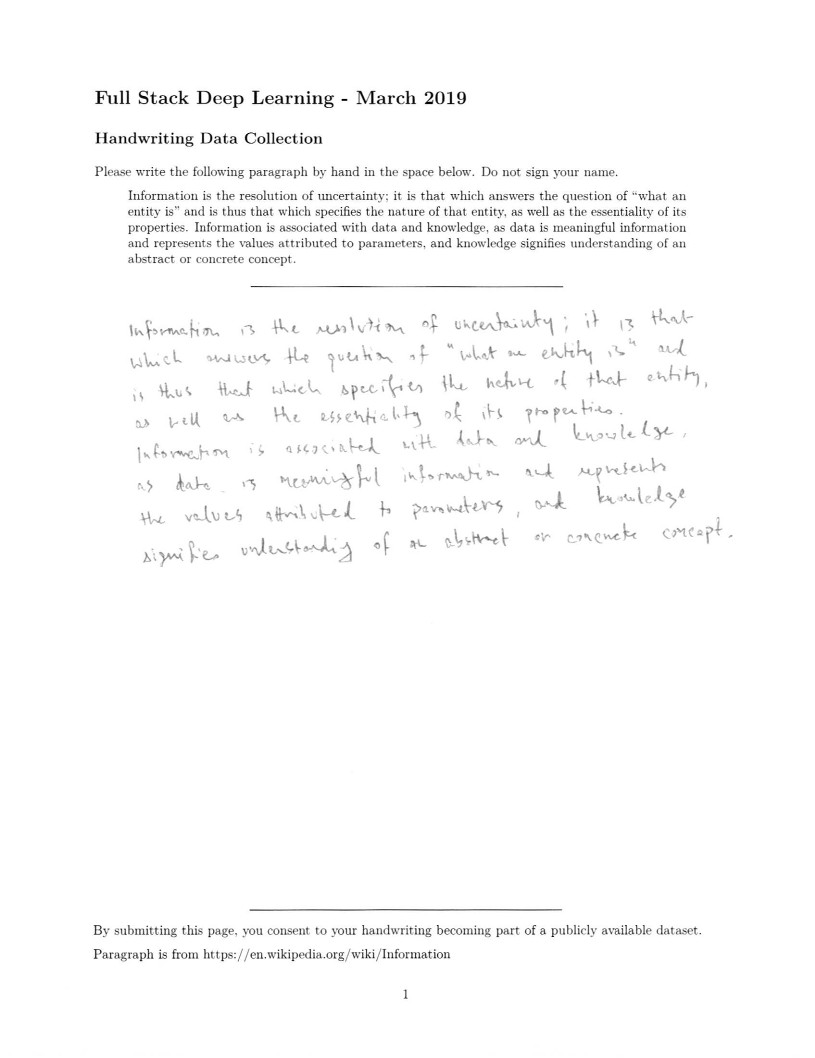 Full Stack Deep Learning - March 2019
Handwriting Data Collection
Please write the following paragraph by hand in the space below. Do not sign your name.
Information is the resolution of uncertainty; it is that which answers the question of “what an
entity is” and is thus that which specifies the nature of that entity, as well as the essentiality of its
properties. Information is associated with data and knowledge, as data is meaningful information
and represents the values attributed to parameters, and knowledge signifies understanding of an
abstract or concrete concept.
Information is the resolution of uncertainty; it is that
which answers the question of "what an entity is" and
is thus that which specifies the nature of that entity,
as well as the essentiality of its properties.
Information is associated with data and knowledge,
as data is meaningful information and represents
the values attributed to parameters, and knowledge
signifies understanding of an abstract or concrete concept.
By submitting this page, you consent to your handwriting becoming part of a publicly available dataset.
Paragraph is from https://en.wikipedia.org/wiki/Information
1